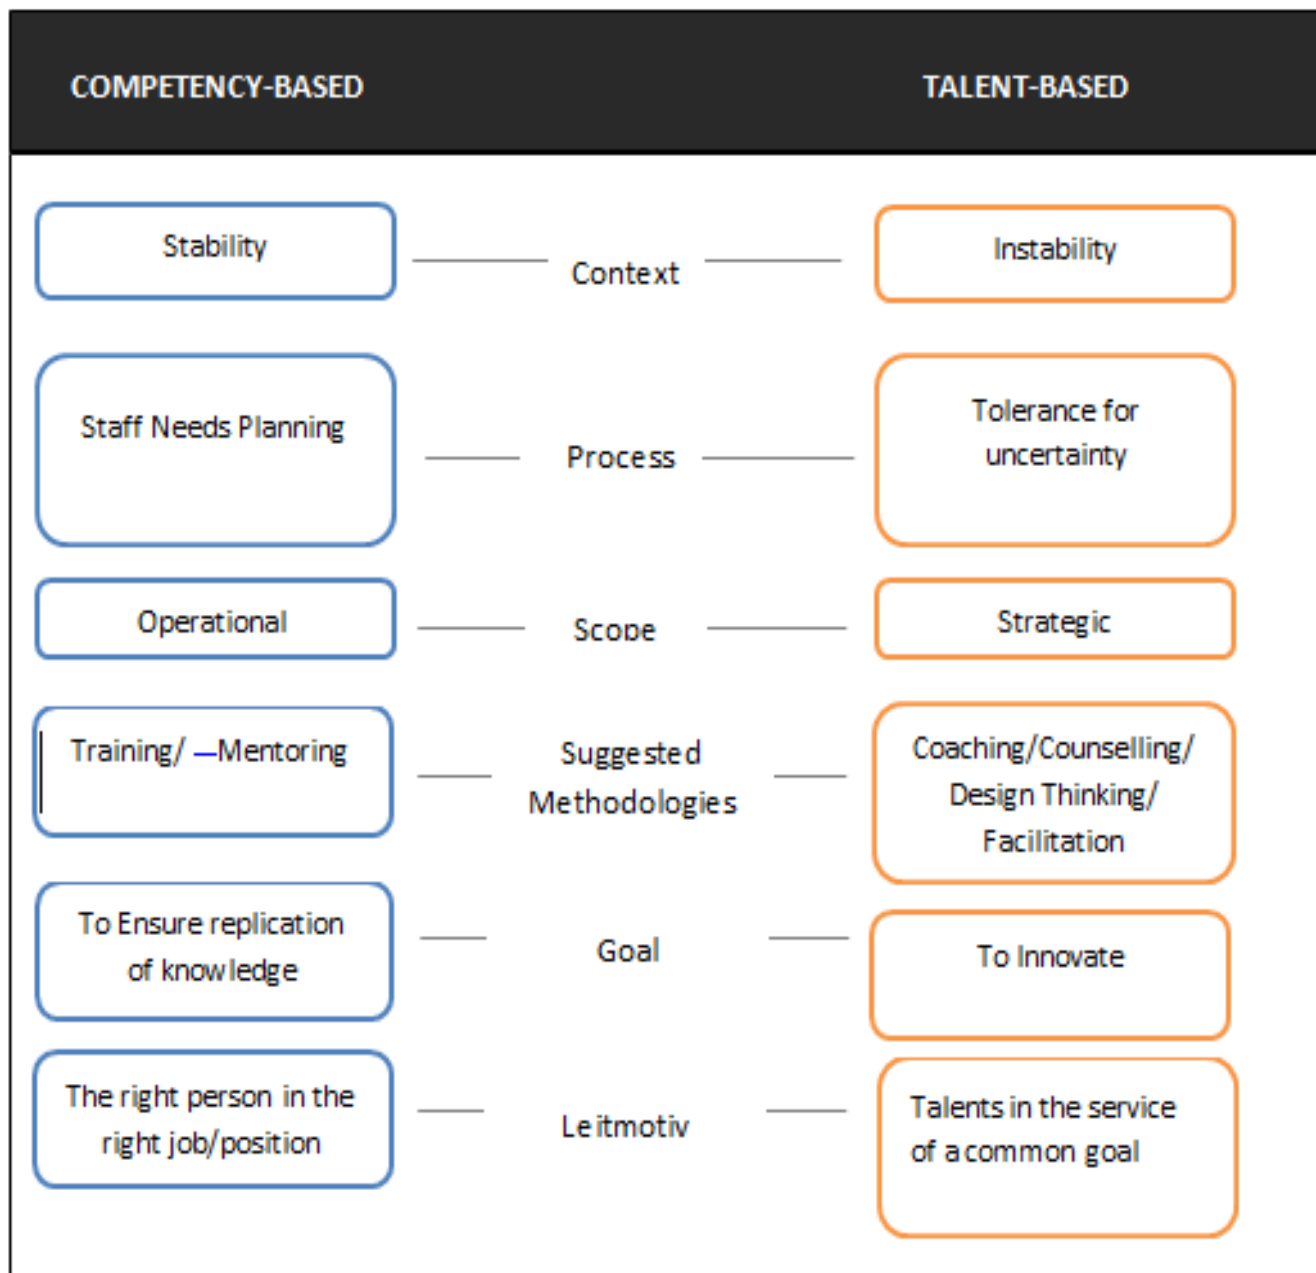 COMPETENCY-BASED TALENT-BASED
Stability
Context
Instability
Staff Needs Planning
Process
Tolerance for
uncertainty
Operational
Scope
Strategic
Training/ —Mentoring
Suggested
Methodologies
Coaching/Counselling/
Design Thinking/
Facilitation
To Ensure replication
of knowledge
Goal
To Innovate
The right person in the
right job/position
Leitmotiv
Talents in the service
of a common goal